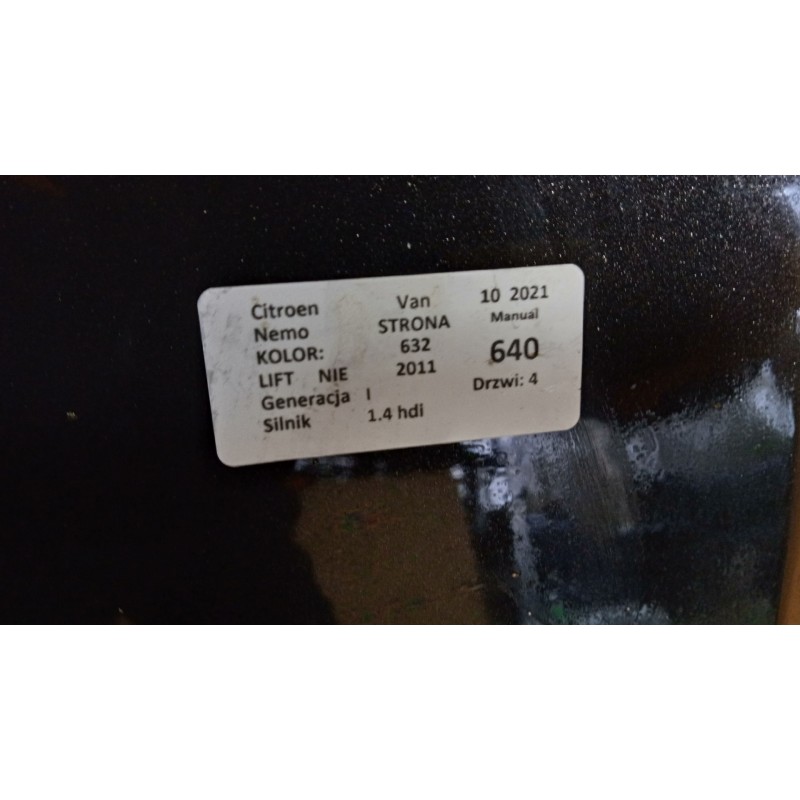 Citroen Van 10 2021
Nemo STRONA Manual
KOLOR: 632 640
LIFT NIE 2011
Generacja I Drzwi: 4
Silnik 1.4 hdi